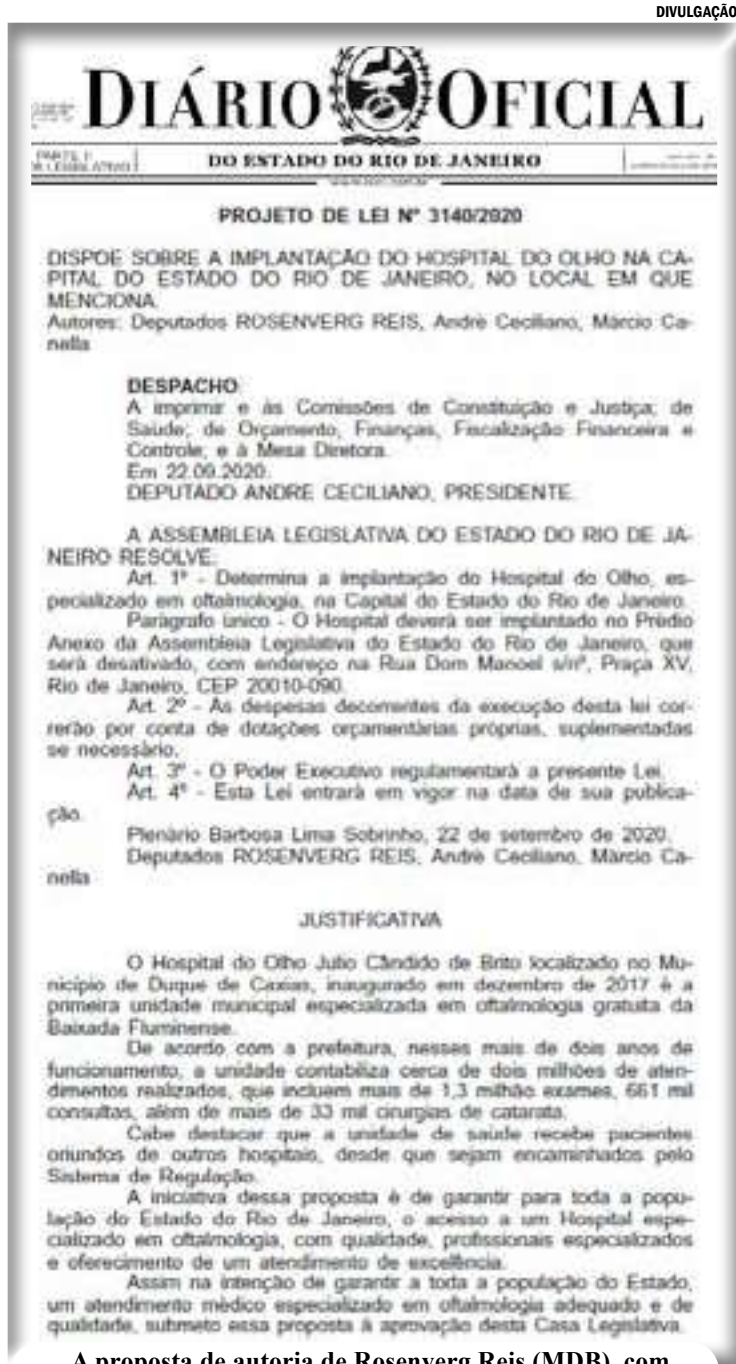 DIVULGAÇÃO
DIÁRIO OFICIAL
PARTE II
DO ESTADO DO RIO DE JANEIRO
PROJETO DE LEI Nº 3140/2020
DISPÕE SOBRE A IMPLANTAÇÃO DO HOSPITAL DO OLHO NA CA-
PITAL DO ESTADO DO RIO DE JANEIRO, NO LOCAL EM QUE
MENCIONA.
Autores: Deputados ROSENVERG REIS, André Ceciliano, Márcio Ca-
nella
DESPACHO:
A imprimir e às Comissões de Constituição e Justiça; de
Saúde; de Orçamento, Finanças, Fiscalização Financeira e
Controle; e à Mesa Diretora.
Em 22.09.2020.
DEPUTADO ANDRÉ CECILIANO, PRESIDENTE.
A ASSEMBLEIA LEGISLATIVA DO ESTADO DO RIO DE JA-
NEIRO RESOLVE:
Art. 1º - Determina a implantação do Hospital do Olho, es-
pecializado em oftalmologia, na Capital do Estado do Rio de Janeiro.
Parágrafo único - O Hospital deverá ser implantado no Prédio
Anexo da Assembleia Legislativa do Estado do Rio de Janeiro, que
será desativado, com endereço na Rua Dom Manoel s/nº, Praça XV,
Rio de Janeiro, CEP 20010-090.
Art. 2º - As despesas decorrentes da execução desta lei cor-
rerão por conta de dotações orçamentárias próprias, suplementadas
se necessário.
Art. 3º - O Poder Executivo regulamentará a presente Lei.
Art. 4º - Esta Lei entrará em vigor na data de sua publica-
ção.
Plenário Barbosa Lima Sobrinho, 22 de setembro de 2020.
Deputados ROSENVERG REIS, André Ceciliano, Márcio Ca-
nella
JUSTIFICATIVA
O Hospital do Olho Julio Cândido de Brito localizado no Mu-
nicípio de Duque de Caxias, inaugurado em dezembro de 2017 é a
primeira unidade municipal especializada em oftalmologia gratuita da
Baixada Fluminense.
De acordo com a prefeitura, nesses mais de dois anos de
funcionamento, a unidade contabiliza cerca de dois milhões de aten-
dimentos realizados, que incluem mais de 1,3 milhão exames, 661 mil
consultas, além de mais de 33 mil cirurgias de catarata.
Cabe destacar que a unidade de saúde recebe pacientes
oriundos de outros hospitais, desde que sejam encaminhados pelo
Sistema de Regulação.
A iniciativa dessa proposta é de garantir para toda a popu-
lação do Estado do Rio de Janeiro, o acesso a um Hospital espe-
cializado em oftalmologia, com qualidade, profissionais especializados
e oferecimento de um atendimento de excelência.
Assim na intenção de garantir a toda a população do Estado,
um atendimento médico especializado em oftalmologia adequado e de
qualidade, submeto essa proposta à aprovação desta Casa Legislativa.
A proposta de autoria de Rosenverg Reis (MDB), com